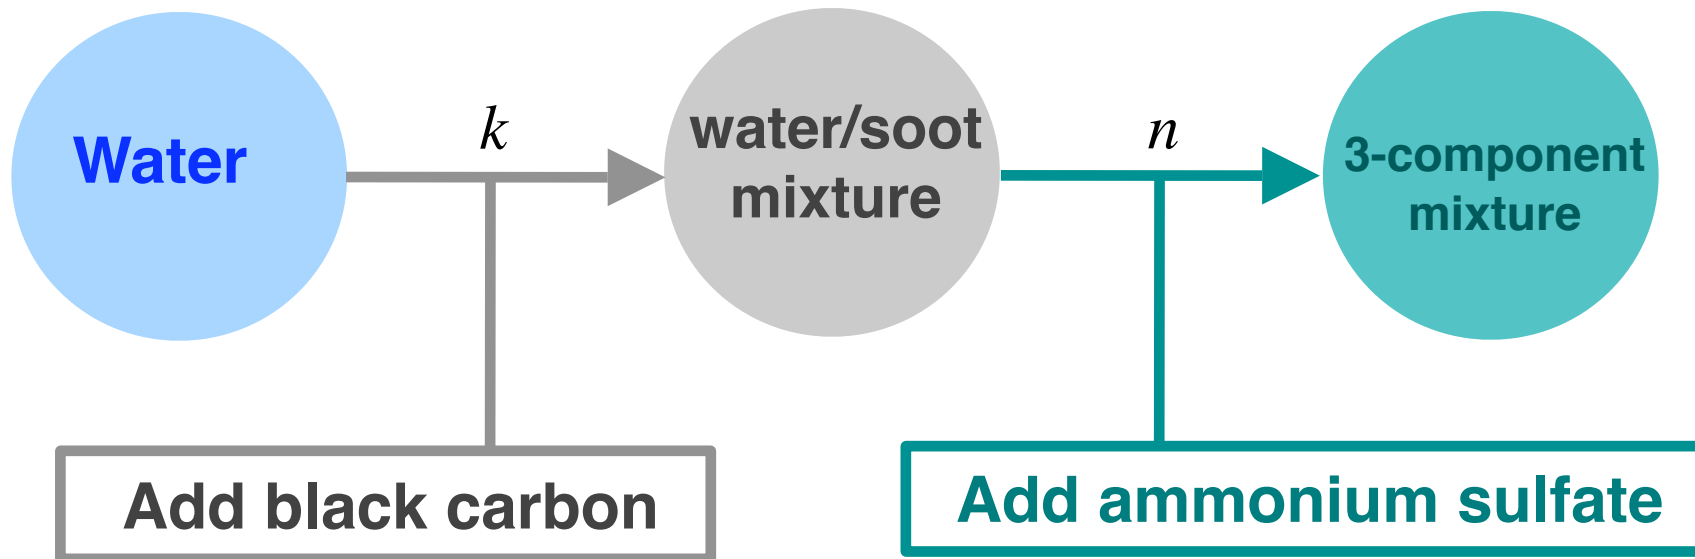 Water
k
water/soot
mixture
n
3-component
mixture
Add black carbon
Add ammonium sulfate